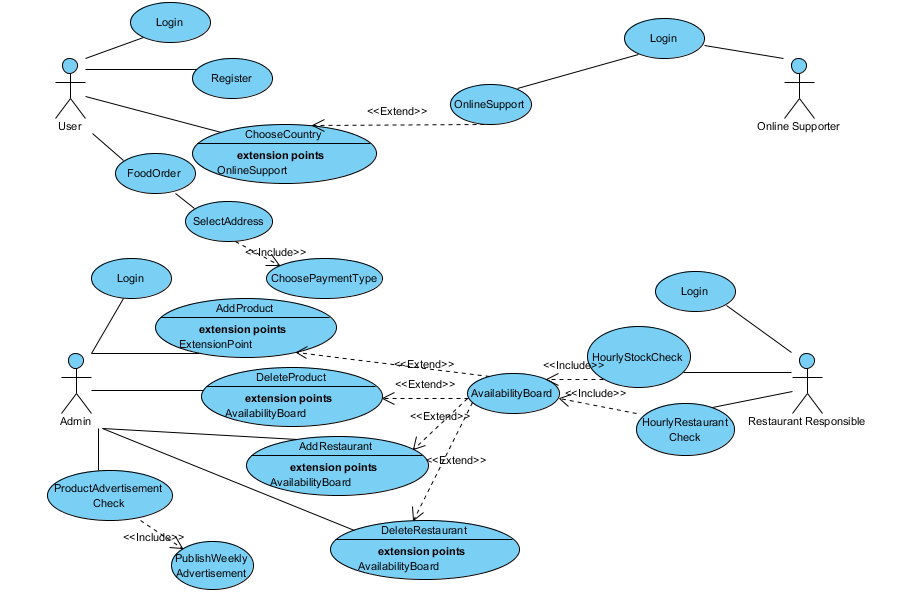 Login
Login
Register
OnlineSupport
User
Online Supporter
<<Extend>>
ChooseCountry
extension points
OnlineSupport
FoodOrder
SelectAddress
<<Include>>
ChoosePaymentType
Login
Login
AddProduct
extension points
ExtensionPoint
<<Extend>>
HourlyStockCheck
<<Include>>
DeleteProduct
extension points
AvailabilityBoard
<<Extend>>
AvailabilityBoard
<<Include>>
Admin
<<Extend>>
HourlyRestaurant
Check
Restaurant Responsible
AddRestaurant
extension points
AvailabilityBoard
<<Extend>>
ProductAdvertisement
Check
<<Include>>
DeleteRestaurant
extension points
AvailabilityBoard
PublishWeekly
Advertisement